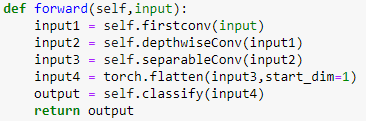 def forward(self,input):
    input1 = self.firstconv(input)
    input2 = self.depthwiseConv(input1)
    input3 = self.separableConv(input2)
    input4 = torch.flatten(input3,start_dim=1)
    output = self.classify(input4)
    return output